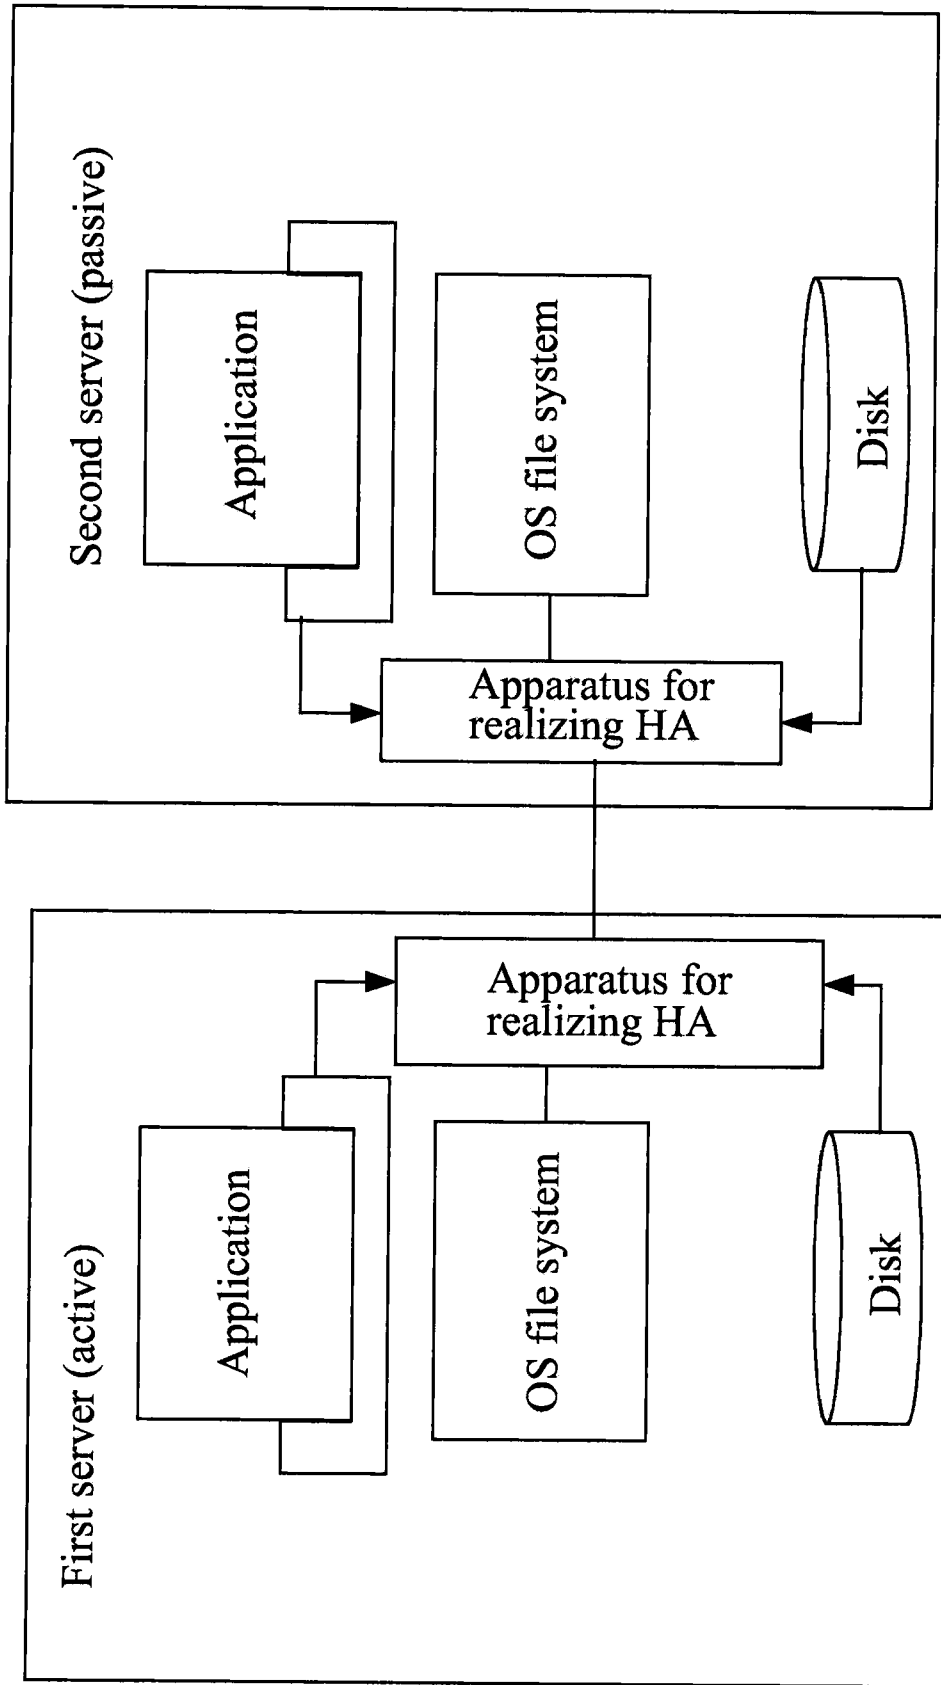 First server (active)
Application
OS file system
Disk
Apparatus for
realizing HA
Second server (passive)
Application
OS file system
Disk
Apparatus for
realizing HA